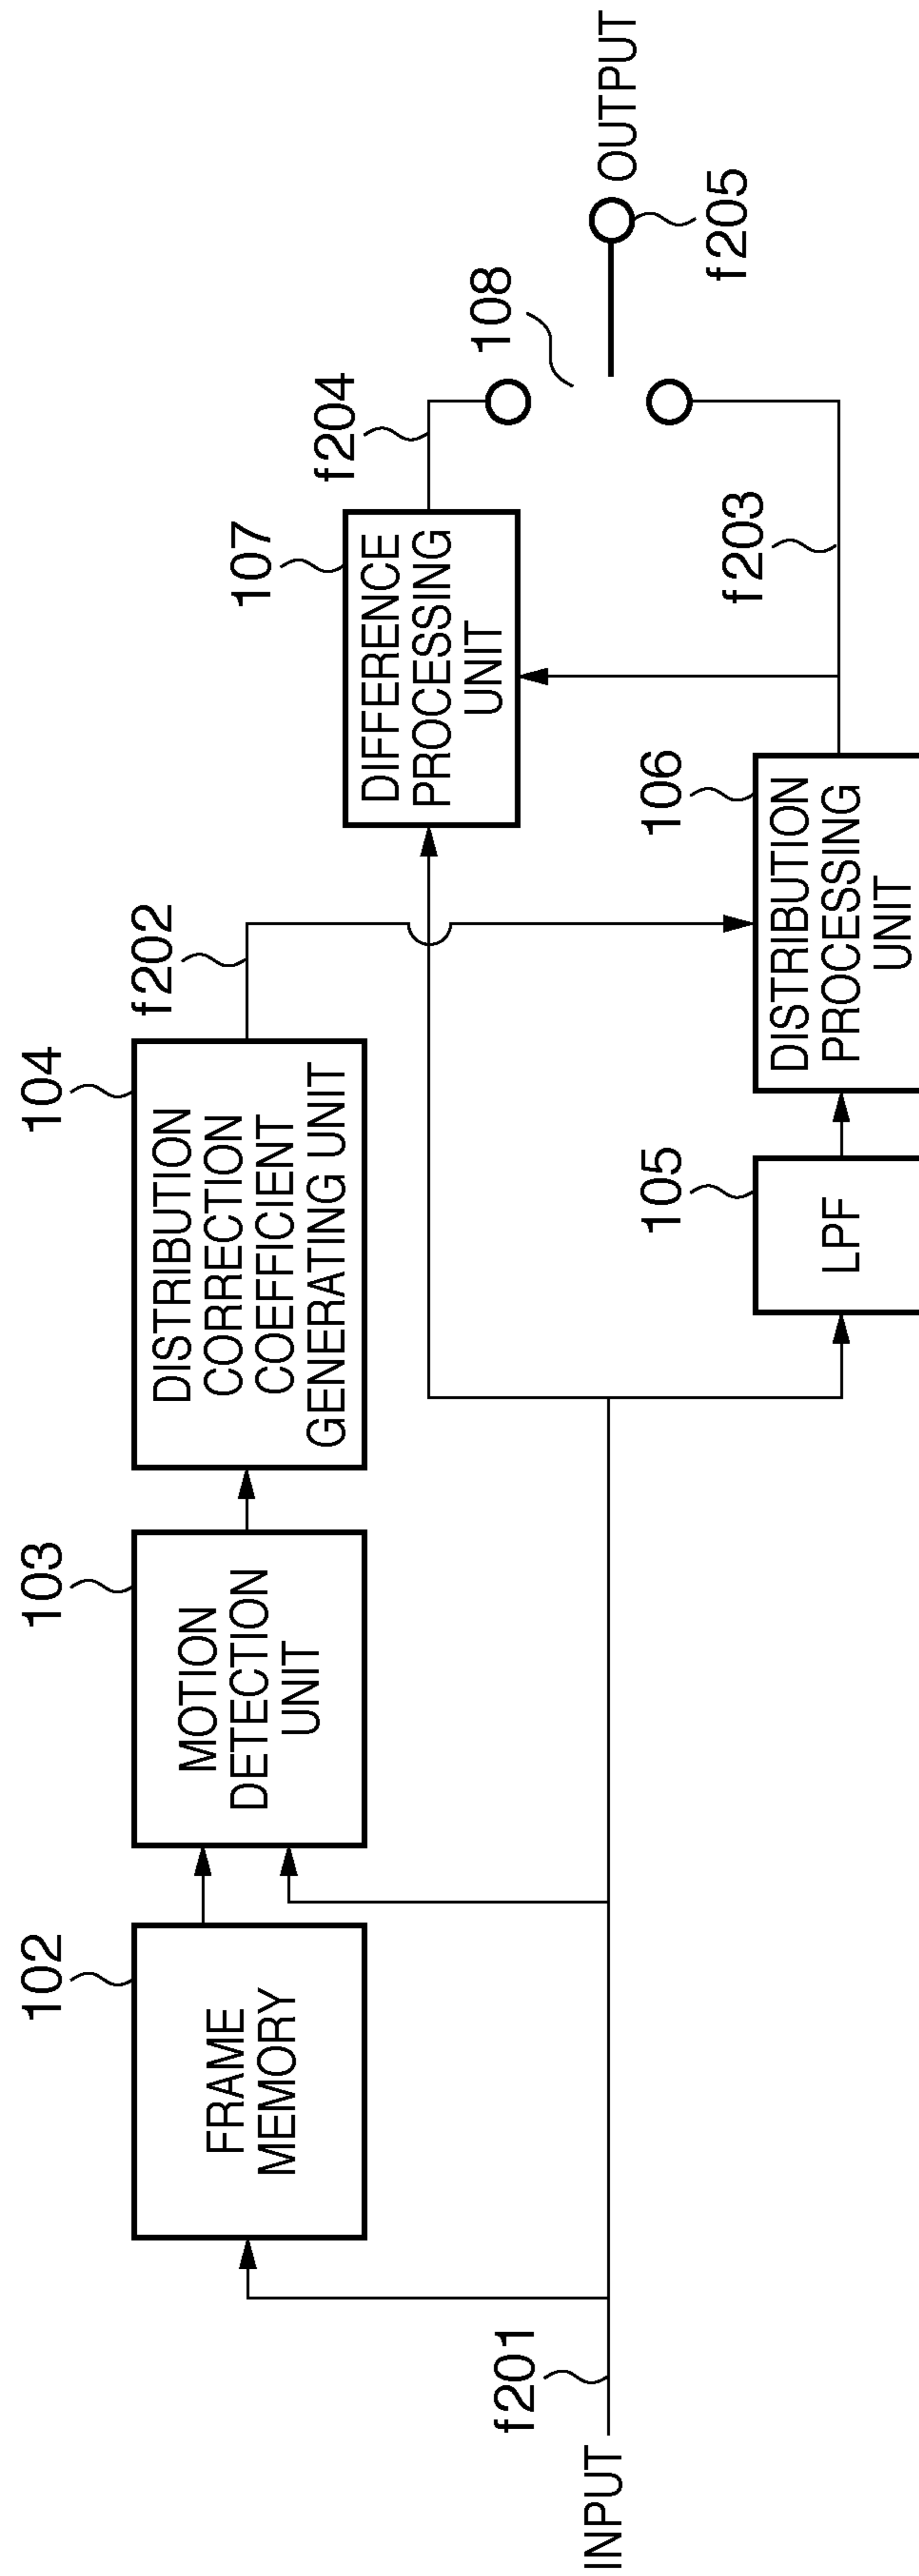 102
FRAME
MEMORY
103
MOTION
DETECTION
UNIT
104
DISTRIBUTION
CORRECTION
COEFFICIENT
GENERATING UNIT
f202
107
DIFFERENCE
PROCESSING
UNIT
f204
108
OUTPUT
f205
INPUT
f201
105
LPF
106
DISTRIBUTION
PROCESSING
UNIT
f203